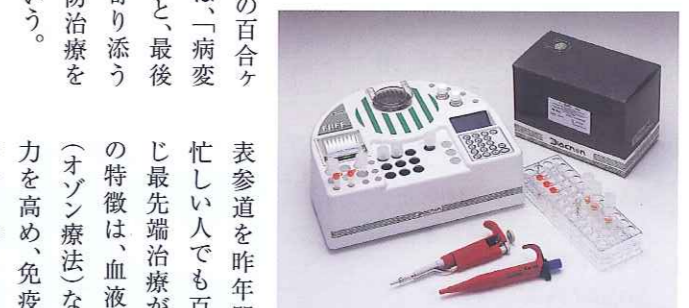 の百合ヶ
は、「病変
と、最後
寄り添う
防治療を
いう。
表参道を昨年
忙しい人でも百
じ最先端治療が
の特徴は、血液
(オゾン療法)な
力を高め、免疫
Diacron